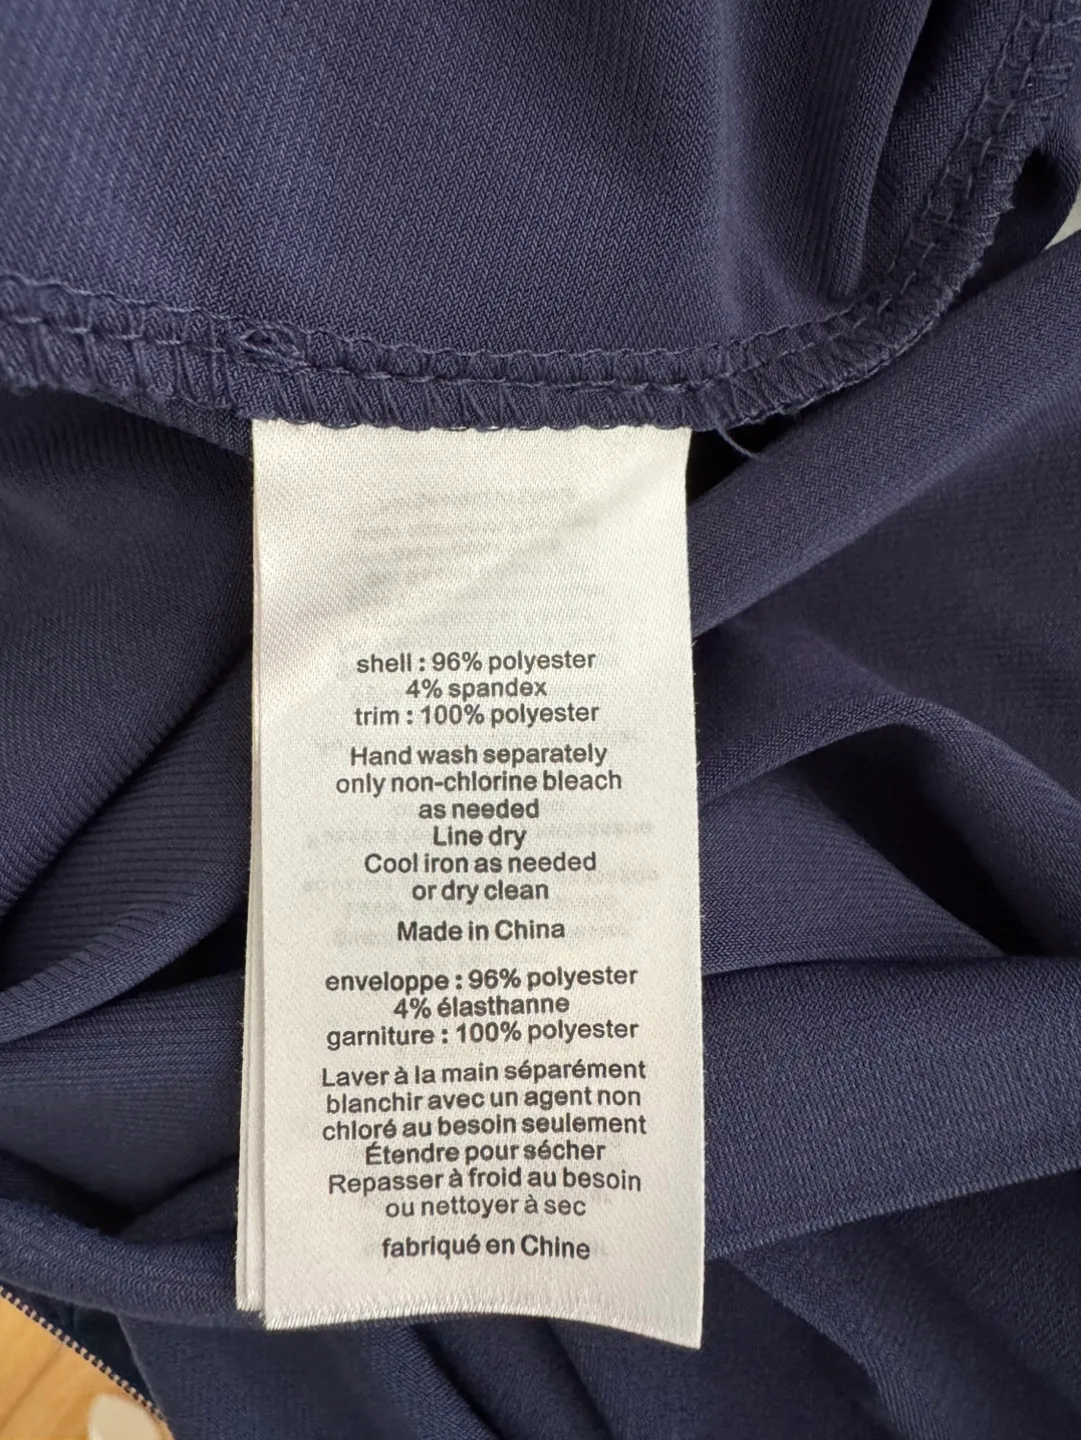 shell : 96% polyester
4% spandex
trim : 100% polyester
Hand wash separately
only non-chlorine bleach
as needed
Line dry
Cool iron as needed
or dry clean
Made in China
enveloppe : 96% polyester
4% élasthanne
garniture : 100% polyester
Laver à la main séparément
blanchir avec un agent non
chloré au besoin seulement
Étendre pour sécher
Repasser à froid au besoin
ou nettoyer à sec
fabriqué en Chine